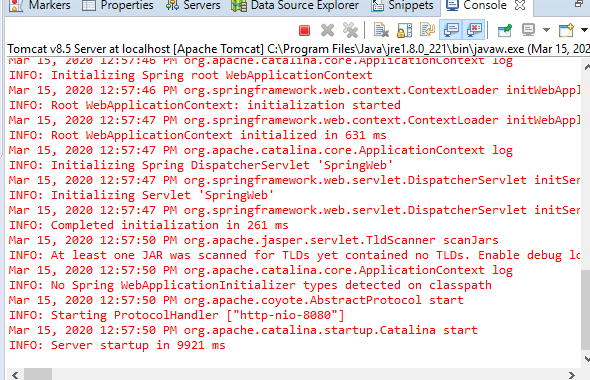 Markers Properties Servers Data Source Explorer Snippets Console
Tomcat v8.5 Server at localhost [Apache Tomcat] C:\Program Files\Java\jre1.8.0_221\bin\javaw.exe (Mar 15, 202
Mar 15, 2020 12:57:46 PM org.apache.catalina.core.ApplicationContext log
INFO: Initializing Spring root WebApplicationContext
Mar 15, 2020 12:57:46 PM org.springframework.web.context.ContextLoader initWebAppl
INFO: Root WebApplicationContext: initialization started
Mar 15, 2020 12:57:47 PM org.springframework.web.context.ContextLoader initWebAppl
INFO: Root WebApplicationContext initialized in 631 ms
Mar 15, 2020 12:57:47 PM org.apache.catalina.core.ApplicationContext log
INFO: Initializing Spring DispatcherServlet 'SpringWeb'
Mar 15, 2020 12:57:47 PM org.springframework.web.servlet.DispatcherServlet initSer
INFO: Initializing Servlet 'SpringWeb'
Mar 15, 2020 12:57:47 PM org.springframework.web.servlet.DispatcherServlet initSer
INFO: Completed initialization in 261 ms
Mar 15, 2020 12:57:50 PM org.apache.jasper.servlet.TldScanner scanJars
INFO: At least one JAR was scanned for TLDs yet contained no TLDs. Enable debug lo
Mar 15, 2020 12:57:50 PM org.apache.catalina.core.ApplicationContext log
INFO: No Spring WebApplicationInitializer types detected on classpath
Mar 15, 2020 12:57:50 PM org.apache.coyote.AbstractProtocol start
INFO: Starting ProtocolHandler ["http-nio-8080"]
Mar 15, 2020 12:57:50 PM org.apache.catalina.startup.Catalina start
INFO: Server startup in 9921 ms